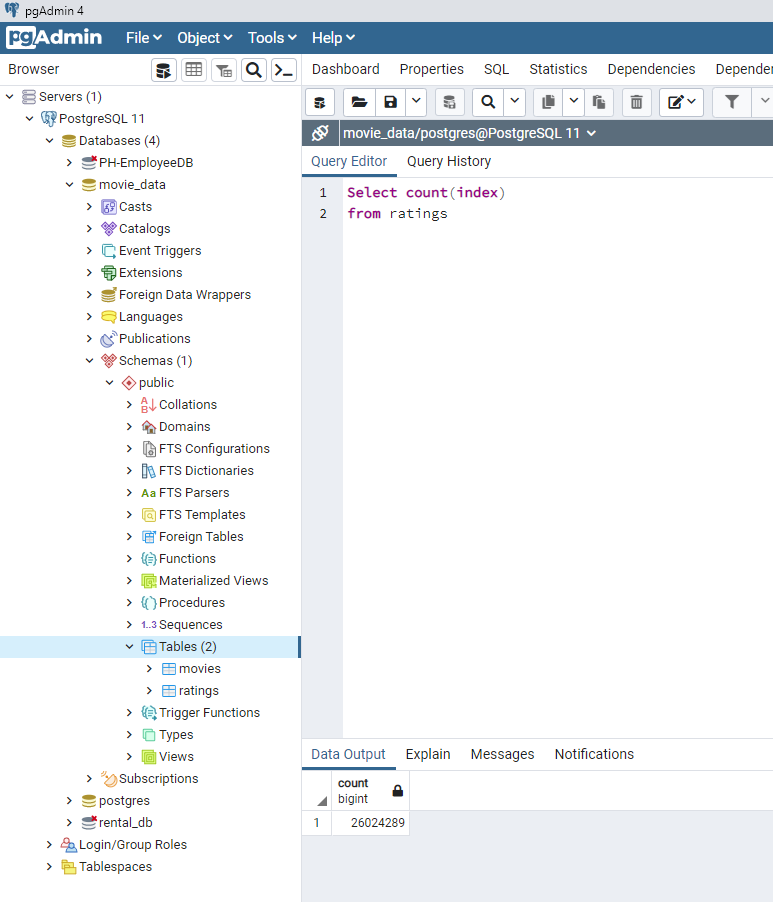 pgAdmin 4
pgAdmin File Object Tools Help
Browser
Dashboard Properties SQL Statistics Dependencies
Servers (1)
PostgreSQL 11
Databases (4)
PH-EmployeeDB
movie_data
Casts
Catalogs
Event Triggers
Extensions
Foreign Data Wrappers
Languages
Publications
Schemas (1)
public
Collations
Domains
FTS Configurations
FTS Dictionaries
Aa FTS Parsers
FTS Templates
Foreign Tables
Functions
Materialized Views
Procedures
1..3 Sequences
Tables (2)
movies
ratings
Trigger Functions
Types
Views
Subscriptions
postgres
rental_db
Login/Group Roles
Tablespaces
movie_data/postgres@PostgreSQL 11
Query Editor Query History
1 Select count(index)
2 from ratings
Data Output Explain Messages Notifications
count
bigint
1 26024289